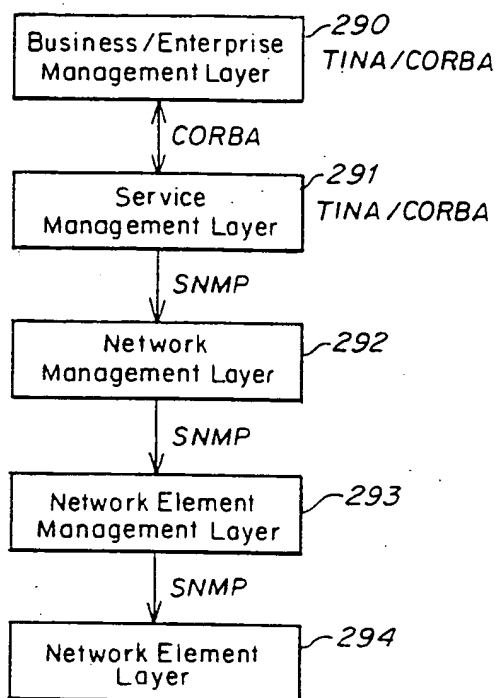 Business/Enterprise
Management Layer
290
TINA/CORBA
CORBA
Service
Management Layer
291
TINA/CORBA
SNMP
Network
Management Layer
292
SNMP
Network Element
Management Layer
293
SNMP
Network Element
Layer
294